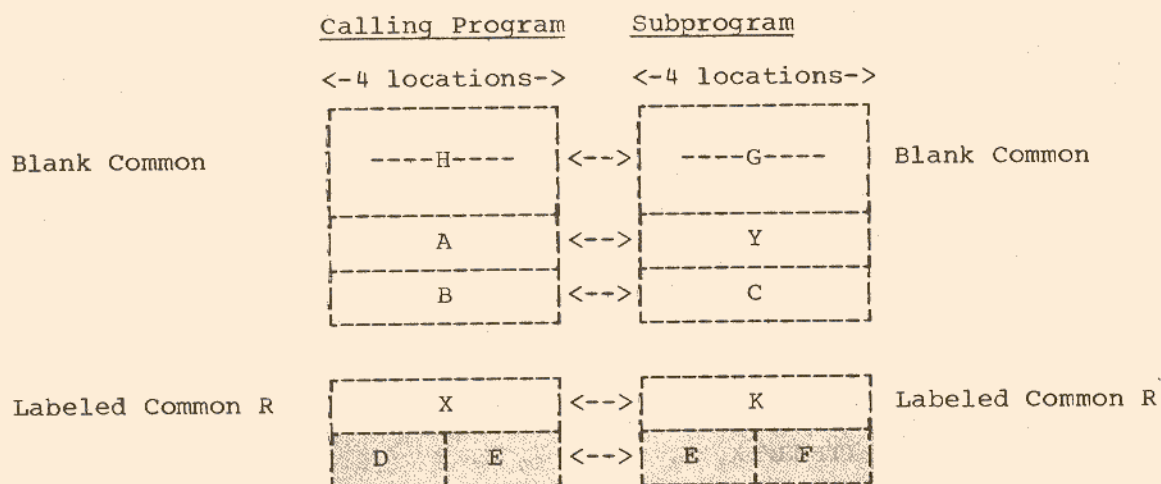 Calling Program Subprogram
<-4 locations-> <-4 locations->
Blank Common ----H---- <--> ----G---- Blank Common
A <--> Y
B <--> C
Labeled Common R X <--> K Labeled Common R
D E <--> E F